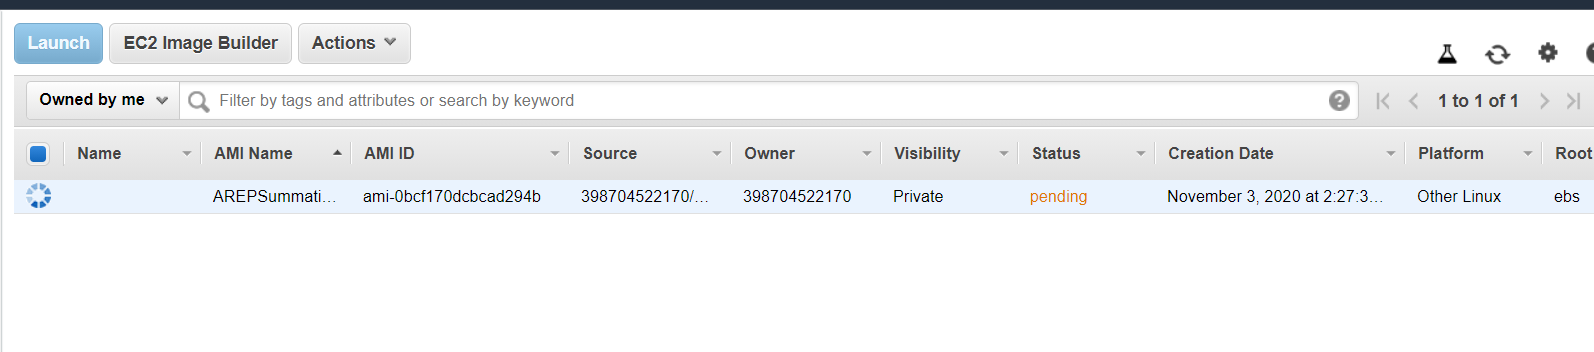 Launch EC2 Image Builder Actions
Owned by me Filter by tags and attributes or search by keyword ? 1 to 1 of 1
Name AMI Name AMI ID Source Owner Visibility Status Creation Date Platform Root
AREPSummati... ami-0bcf170dcbcad294b 398704522170/... 398704522170 Private pending November 3, 2020 at 2:27:3... Other Linux ebs